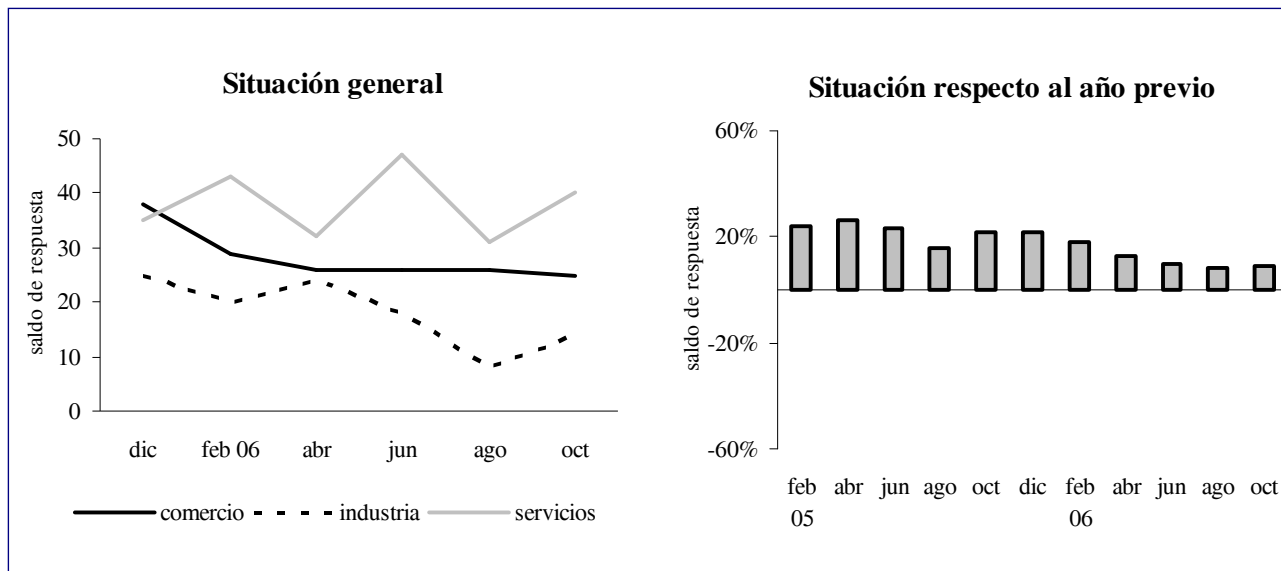 Situación general
saldo de respuesta
50
40
30
20
10
0
dic feb 06 abr jun ago oct
comercio industria servicios
Situación respecto al año previo
saldo de respuesta
60%
20%
-20%
-60%
feb abr jun ago oct dic feb abr jun ago oct
05 06